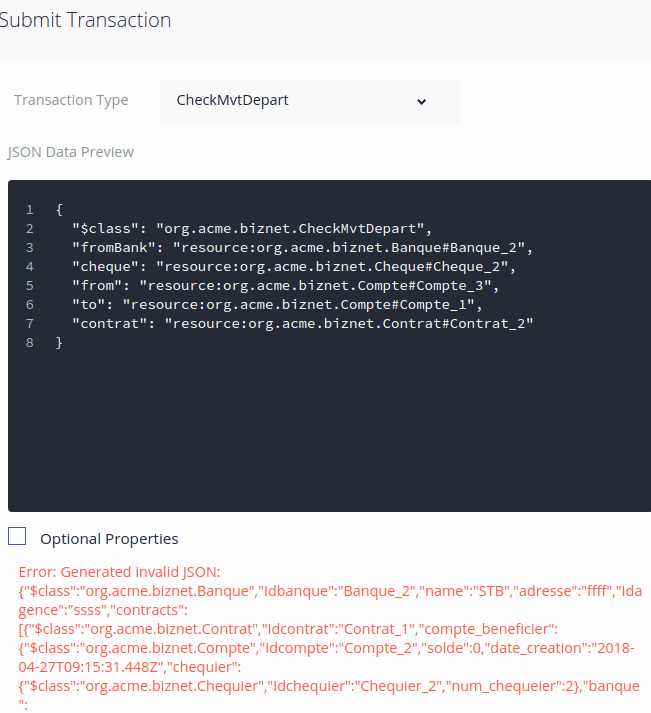 Submit Transaction
Transaction Type CheckMvtDepart
JSON Data Preview
1 {
2 "$class": "org.acme.biznet.CheckMvtDepart",
3 "fromBank": "resource:org.acme.biznet.Banque#Banque_2",
4 "cheque": "resource:org.acme.biznet.Cheque#Cheque_2",
5 "from": "resource:org.acme.biznet.Compte#Compte_3",
6 "to": "resource:org.acme.biznet.Compte#Compte_1",
7 "contrat": "resource:org.acme.biznet.Contrat#Contrat_2"
8 }
Optional Properties
Error: Generated invalid JSON:
{"$class":"org.acme.biznet.Banque","Idbanque":"Banque_2","name":"STB","adresse":"ffff","Ida
gence":"ssss","contracts":
[{"$class":"org.acme.biznet.Contrat","Idcontrat":"Contrat_1","compte_beneficier":
{"$class":"org.acme.biznet.Compte","Idcompte":"Compte_2","solde":0,"date_creation":"2018-
04-27T09:15:31.448Z","chequier":
{"$class":"org.acme.biznet.Chequier","Idchequier":"Chequier_2","num_chequeier":2},"banque
":